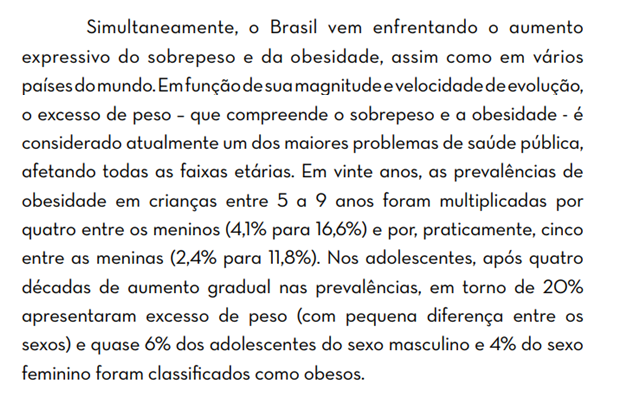 Simultaneamente, o Brasil vem enfrentando o aumento
expressivo do sobrepeso e da obesidade, assim como em vários
países do mundo. Em função de sua magnitude e velocidade de evolução,
o excesso de peso – que compreende o sobrepeso e a obesidade - é
considerado atualmente um dos maiores problemas de saúde pública,
afetando todas as faixas etárias. Em vinte anos, as prevalências de
obesidade em crianças entre 5 a 9 anos foram multiplicadas por
quatro entre os meninos (4,1% para 16,6%) e por, praticamente, cinco
entre as meninas (2,4% para 11,8%). Nos adolescentes, após quatro
décadas de aumento gradual nas prevalências, em torno de 20%
apresentaram excesso de peso (com pequena diferença entre os
sexos) e quase 6% dos adolescentes do sexo masculino e 4% do sexo
feminino foram classificados como obesos.